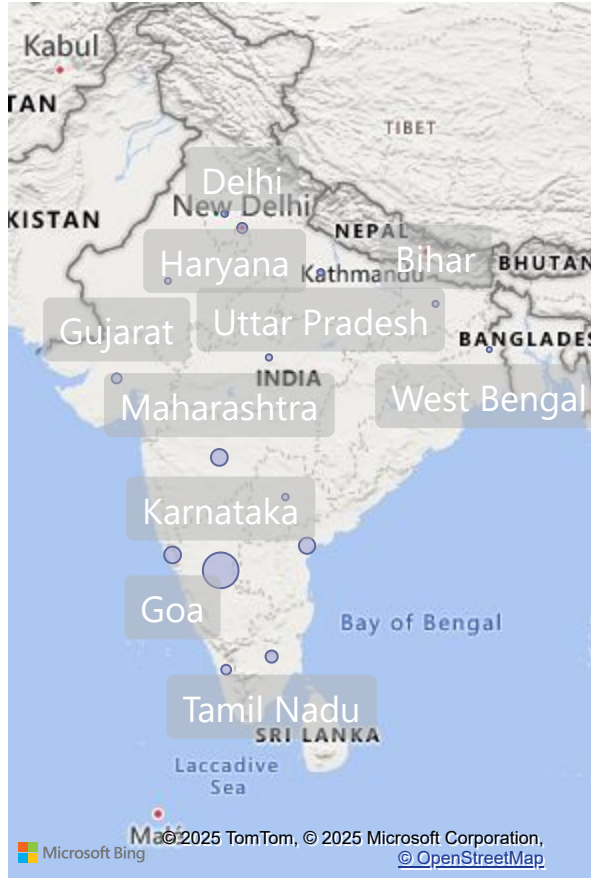 Kabul
TAN
TIBET
Delhi
New Delhi
KISTAN
NEPAL
Haryana
Kathmandu
Bihar
BHUTAN
Gujarat
Uttar Pradesh
BANGLADES
INDIA
Maharashtra
West Bengal
Karnataka
Goa
Bay of Bengal
Tamil Nadu
SRI LANKA
Laccadive
Sea
Malé
© 2025 TomTom, © 2025 Microsoft Corporation,
Microsoft Bing
© OpenStreetMap